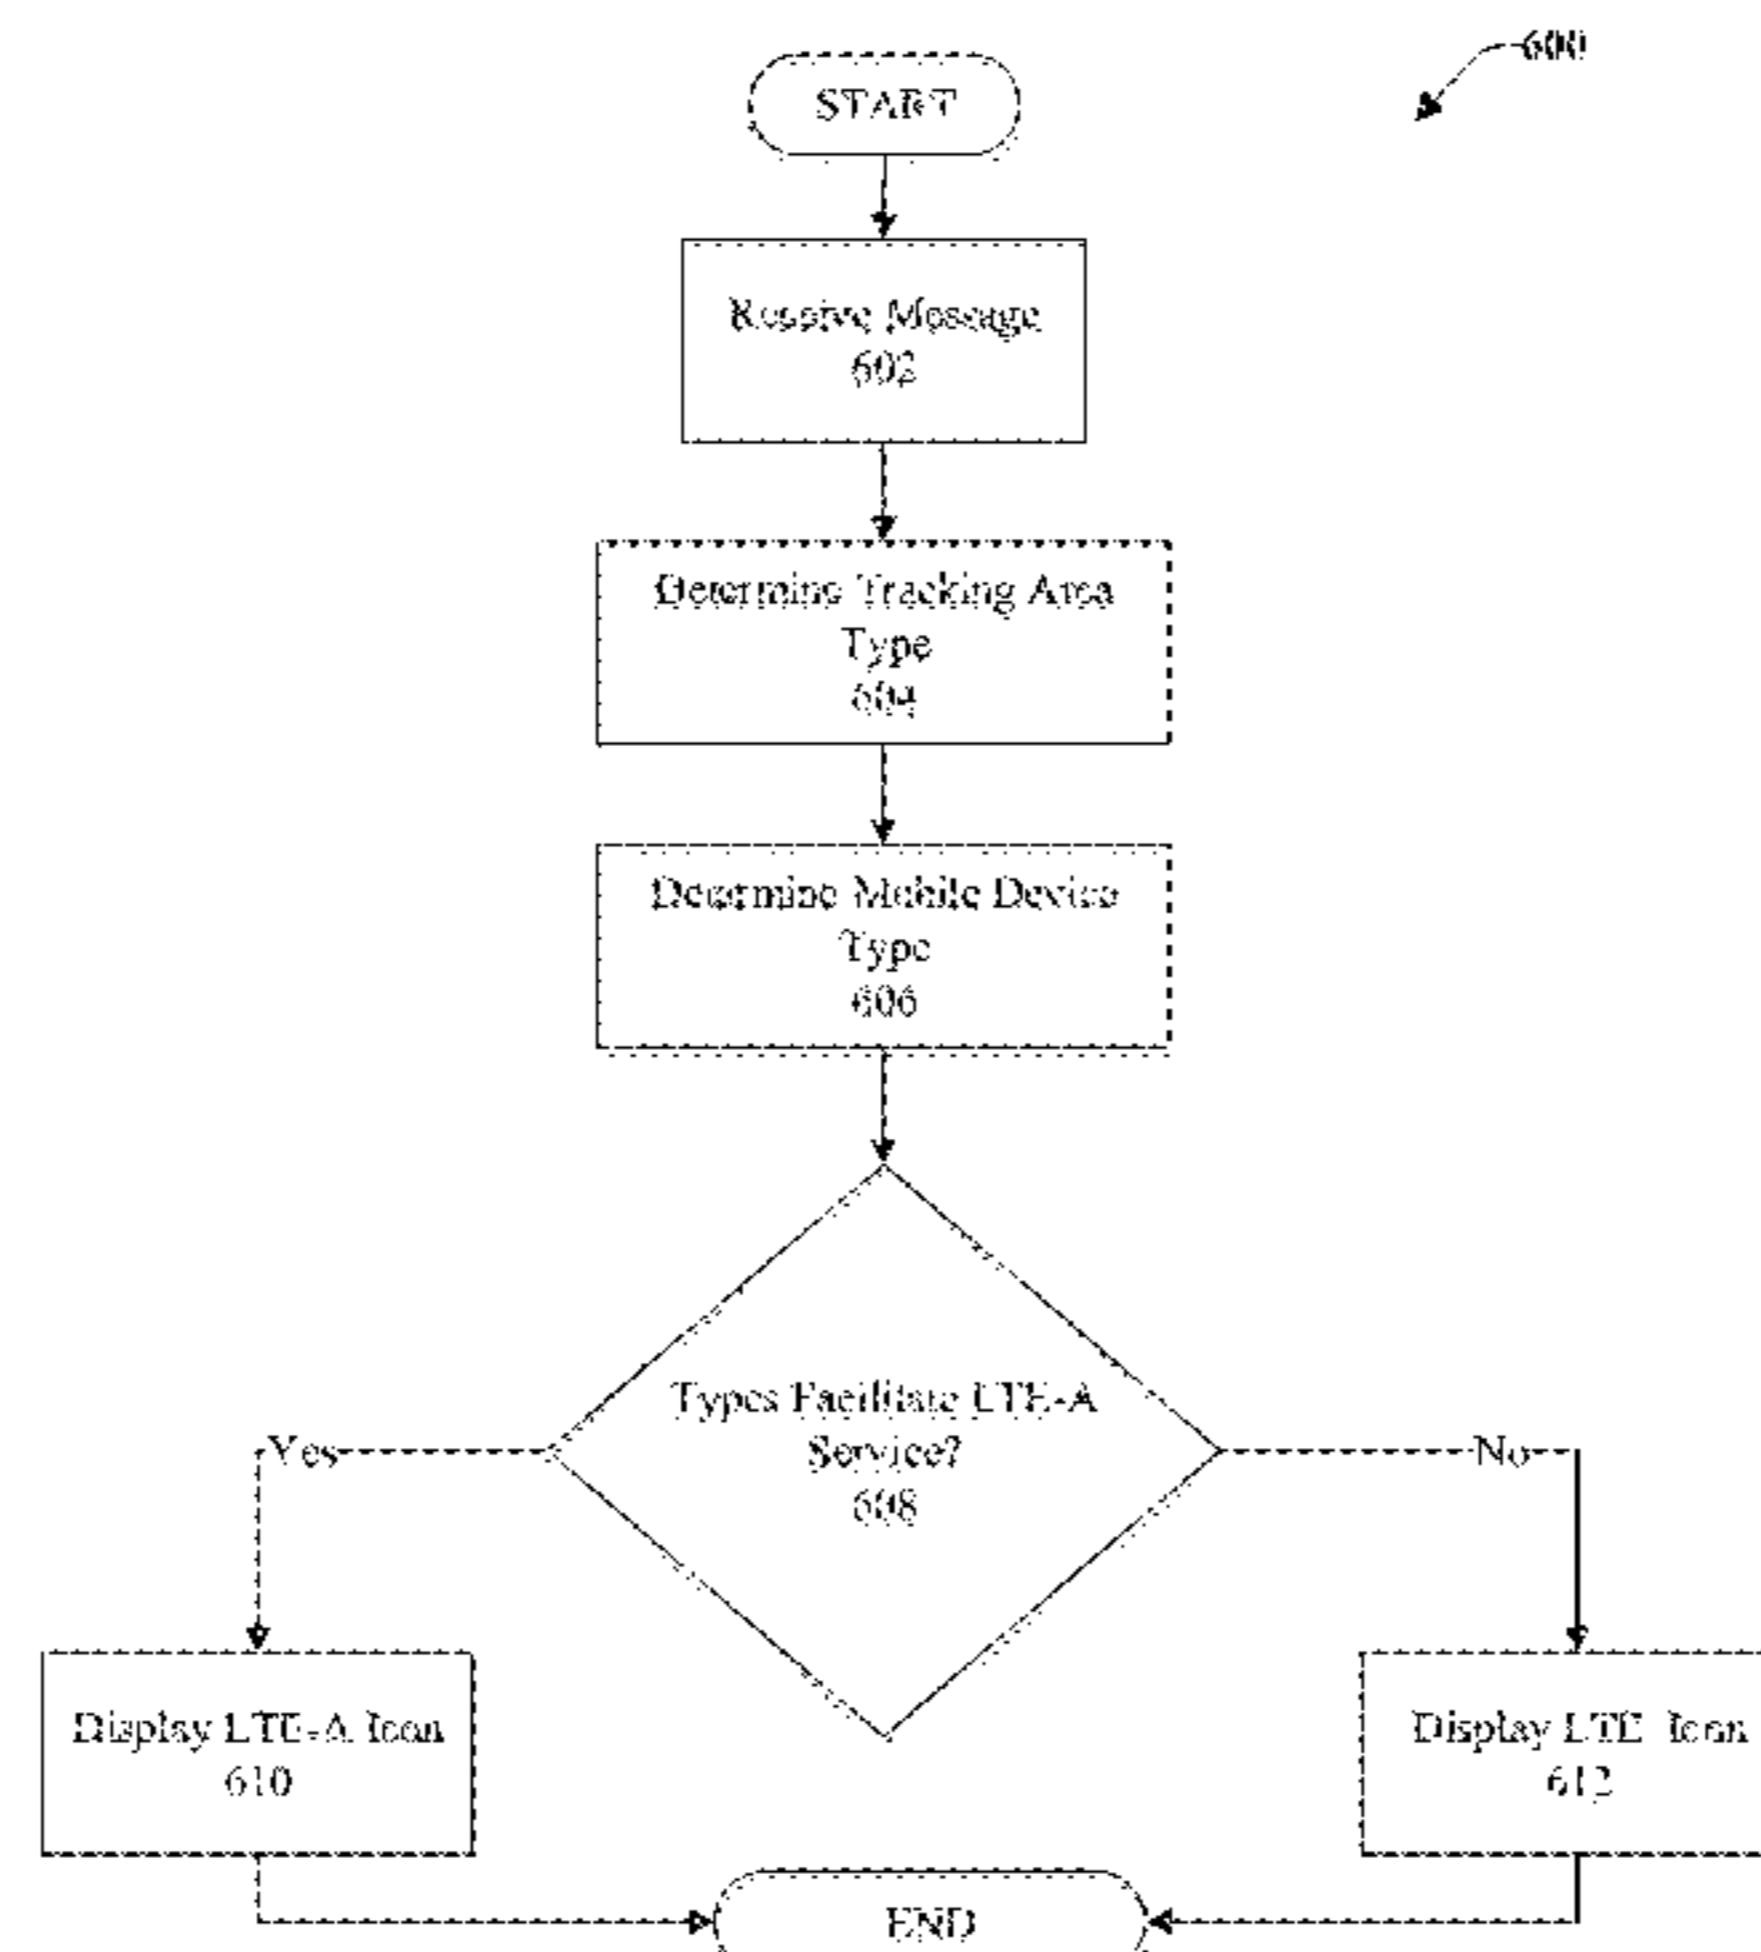 600
START
Receive Message
602
Determine Tracking Area
Type
604
Determine Mobile Device
Type
606
Types Facilitate LTE-A
Service?
608
Yes
No
Display LTE-A Icon
610
Display LTE Icon
612
END